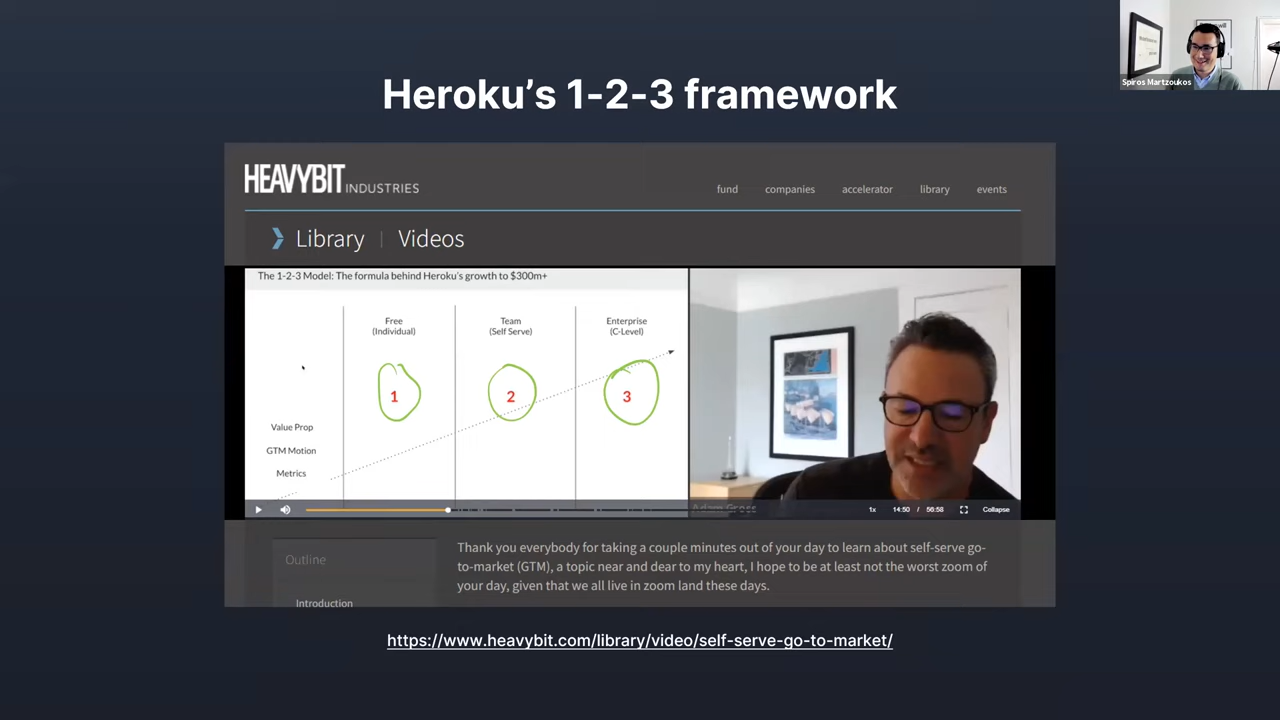 Spiros Martzoukos
Heroku's 1-2-3 framework
HEAVYBIT INDUSTRIES
fund companies accelerator library events
Library | Videos
The 1-2-3 Model: The formula behind Heroku's growth to $300m+
Free
(Individual)
Team
(Self Serve)
Enterprise
(C-Level)
1 2 3
Value Prop
GTM Motion
Metrics
Adam Gross
1x 14:50 / 56:58 Collapse
Outline
Introduction
Thank you everybody for taking a couple minutes out of your day to learn about self-serve go-
to-market (GTM), a topic near and dear to my heart, I hope to be at least not the worst zoom of
your day, given that we all live in zoom land these days.
https://www.heavybit.com/library/video/self-serve-go-to-market/